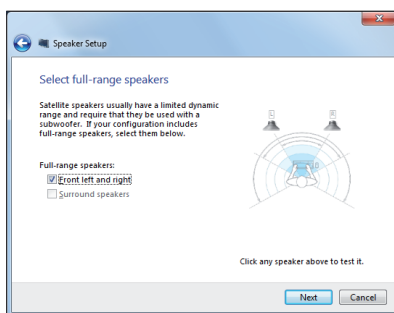 Speaker Setup
Select full-range speakers
Satellite speakers usually have a limited dynamic
range and require that they be used with a
subwoofer. If your configuration includes
full-range speakers, select them below.
Full-range speakers:
Front left and right
Surround speakers
Click any speaker above to test it.
Next Cancel